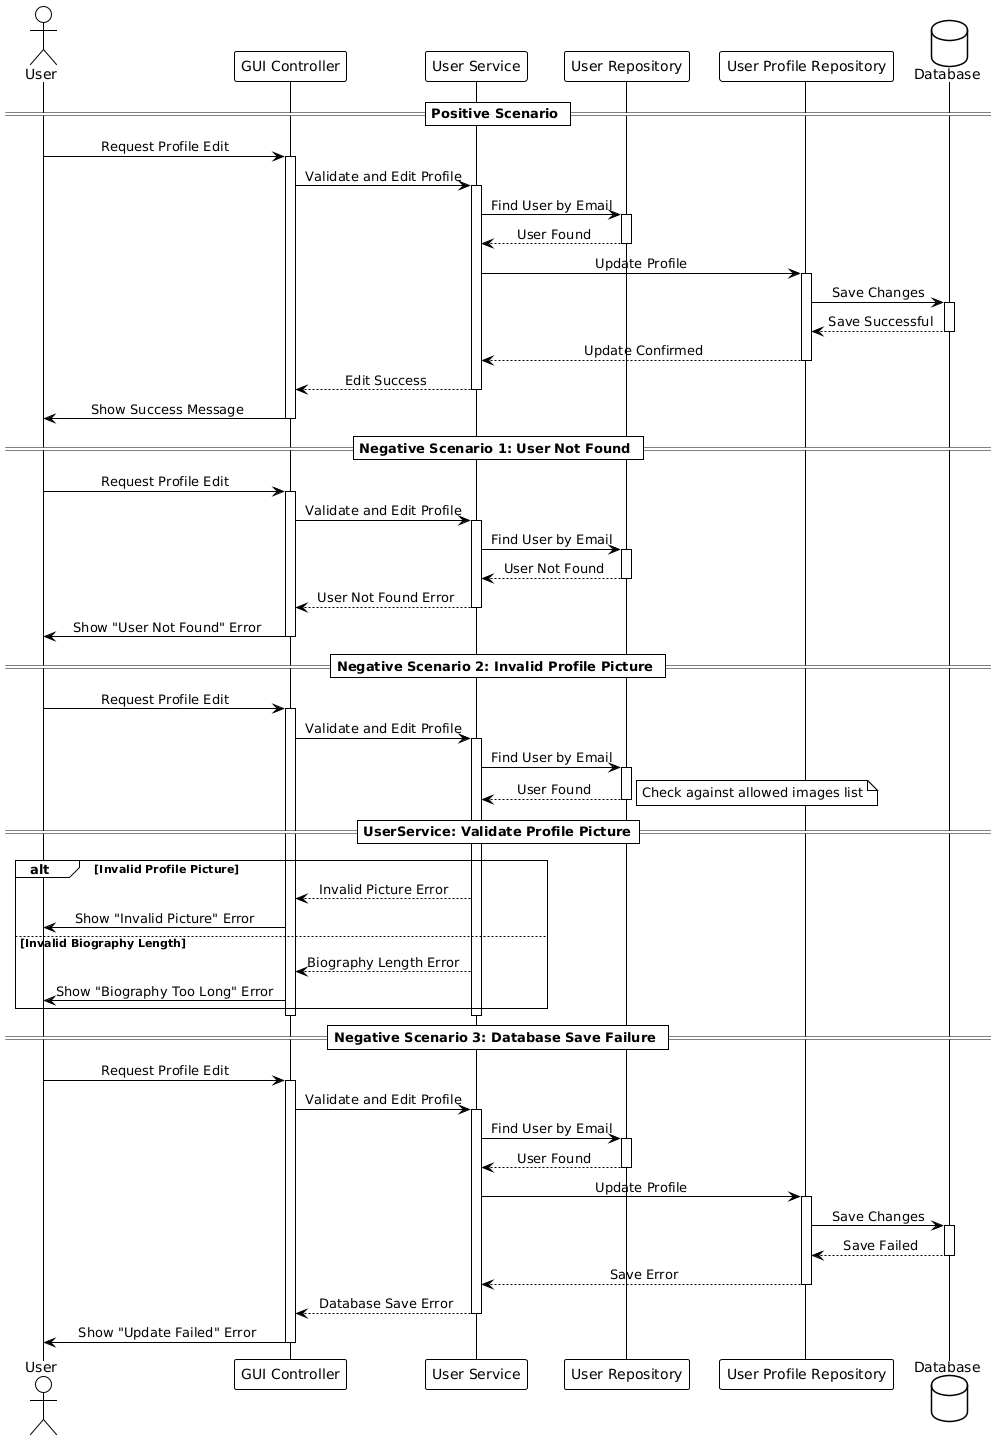 User
GUI Controller
User Service
User Repository
User Profile Repository
Database
Positive Scenario
Request Profile Edit
Validate and Edit Profile
Find User by Email
User Found
Update Profile
Save Changes
Save Successful
Update Confirmed
Edit Success
Show Success Message
Negative Scenario 1: User Not Found
Request Profile Edit
Validate and Edit Profile
Find User by Email
User Not Found
User Not Found Error
Show "User Not Found" Error
Negative Scenario 2: Invalid Profile Picture
Request Profile Edit
Validate and Edit Profile
Find User by Email
User Found
Check against allowed images list
UserService: Validate Profile Picture
alt
[Invalid Profile Picture]
Invalid Picture Error
Show "Invalid Picture" Error
[Invalid Biography Length]
Biography Length Error
Show "Biography Too Long" Error
Negative Scenario 3: Database Save Failure
Request Profile Edit
Validate and Edit Profile
Find User by Email
User Found
Update Profile
Save Changes
Save Failed
Save Error
Database Save Error
Show "Update Failed" Error
User
GUI Controller
User Service
User Repository
User Profile Repository
Database